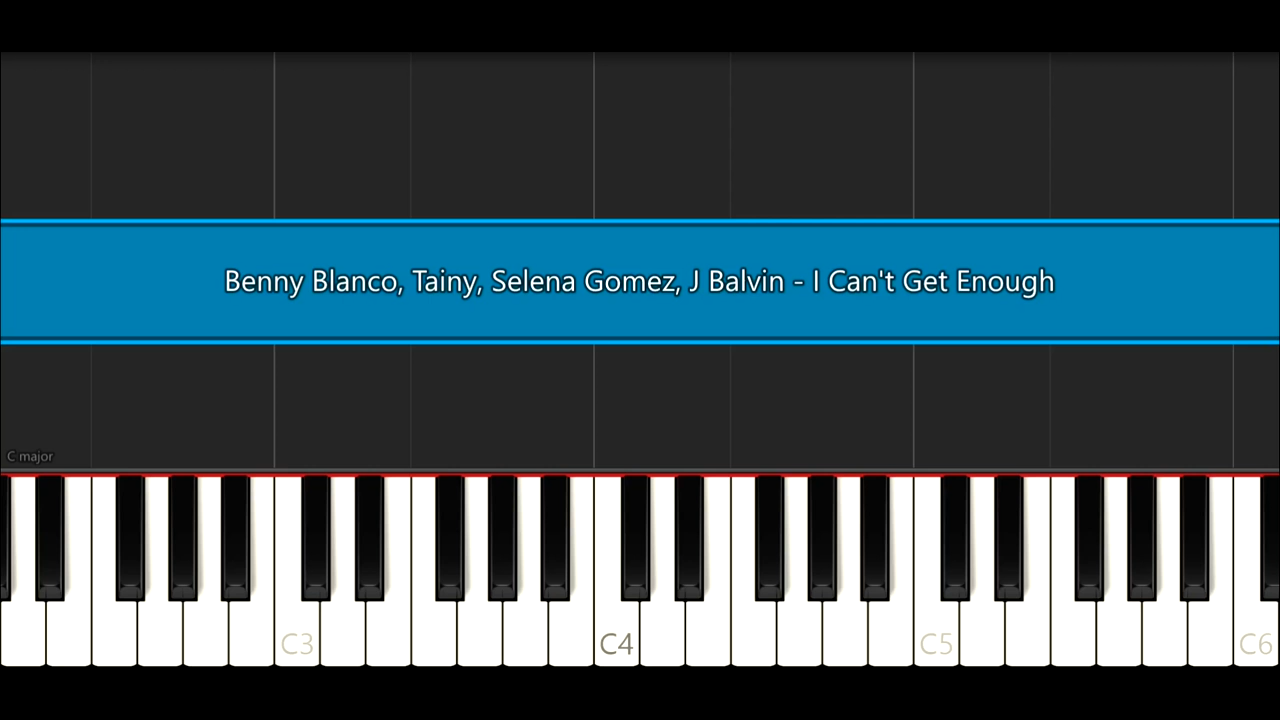 Benny Blanco, Tainy, Selena Gomez, J Balvin - I Can't Get Enough
C major
C3 C4 C5 C6